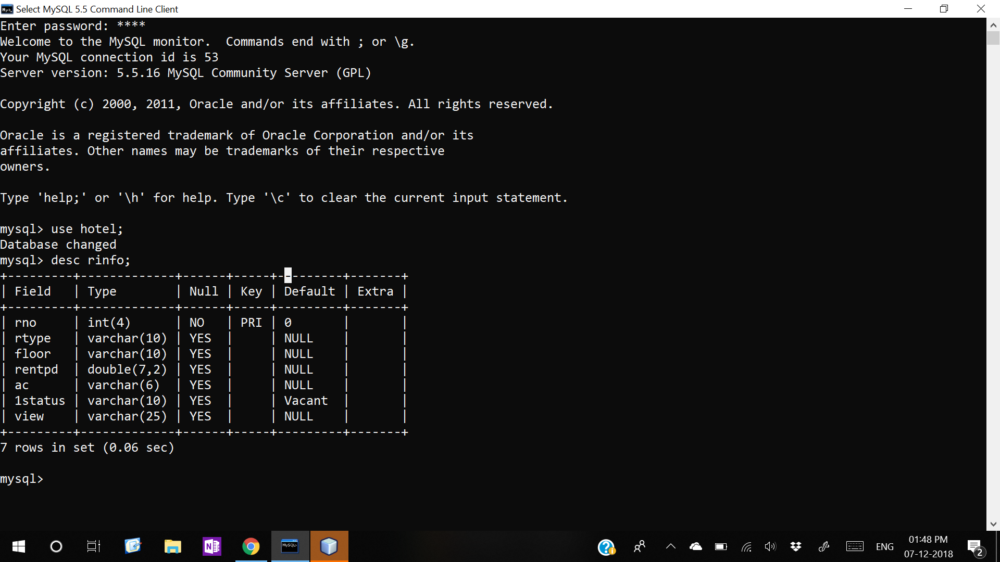 Select MySQL 5.5 Command Line Client
Enter password: ****
Welcome to the MySQL monitor.  Commands end with ; or \g.
Your MySQL connection id is 53
Server version: 5.5.16 MySQL Community Server (GPL)

Copyright (c) 2000, 2011, Oracle and/or its affiliates. All rights reserved.

Oracle is a registered trademark of Oracle Corporation and/or its
affiliates. Other names may be trademarks of their respective
owners.

Type 'help;' or '\h' for help. Type '\c' to clear the current input statement.

mysql> use hotel;
Database changed
mysql> desc rinfo;
+---------+-------------+------+-----+---------+-------+
| Field   | Type        | Null | Key | Default | Extra |
+---------+-------------+------+-----+---------+-------+
| rno     | int(4)      | NO   | PRI | 0       |       |
| rtype   | varchar(10) | YES  |     | NULL    |       |
| floor   | varchar(10) | YES  |     | NULL    |       |
| rentpd  | double(7,2) | YES  |     | NULL    |       |
| ac      | varchar(6)  | YES  |     | NULL    |       |
| 1status | varchar(10) | YES  |     | Vacant  |       |
| view    | varchar(25) | YES  |     | NULL    |       |
+---------+-------------+------+-----+---------+-------+
7 rows in set (0.06 sec)

mysql>
N MySQL> ? ENG 01:48 PM
07-12-2018 2